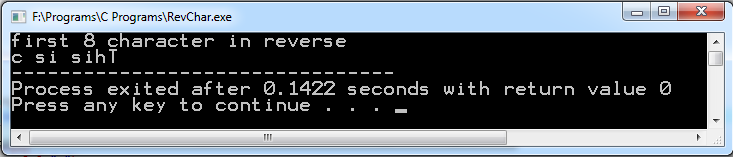 F:\Programs\C Programs\RevChar.exe
first 8 character in reverse
c si sihT
--------------------------------
Process exited after 0.1422 seconds with return value 0
Press any key to continue . . . _